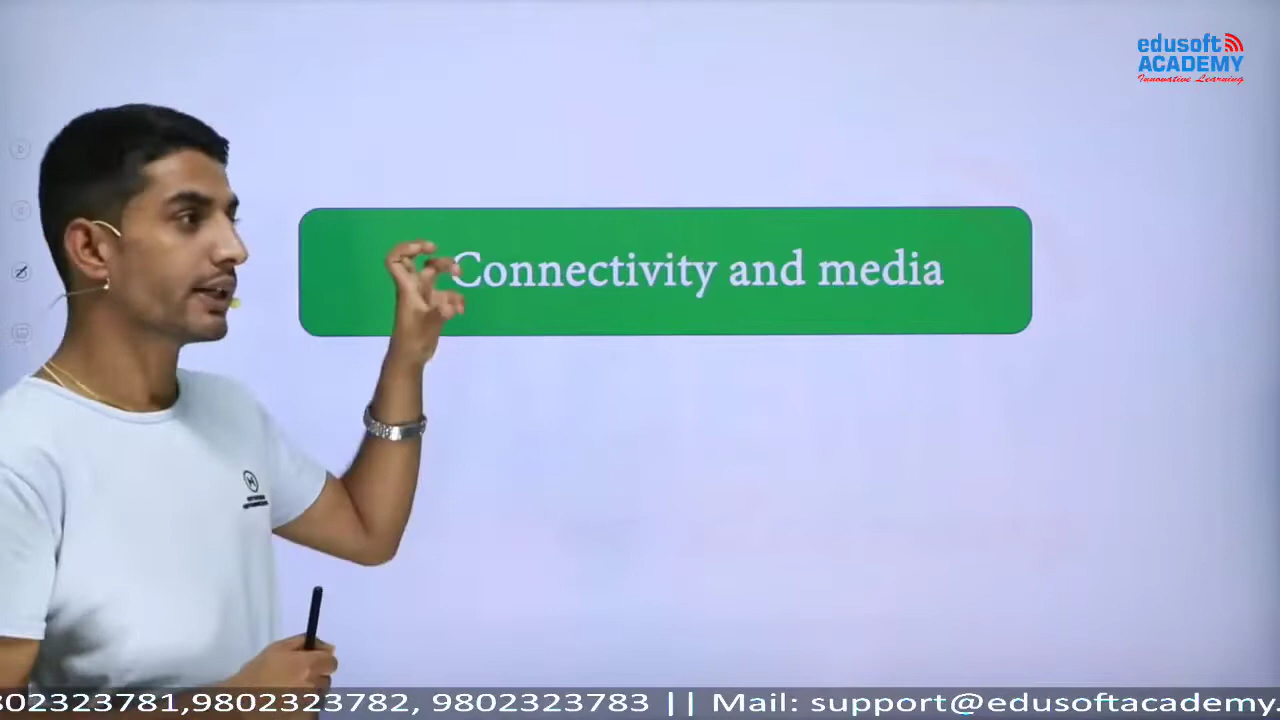 edusoft
ACADEMY
Innovative Learning
Connectivity and media
802323781,9802323782, 9802323783 || Mail: support@edusoftacademy.